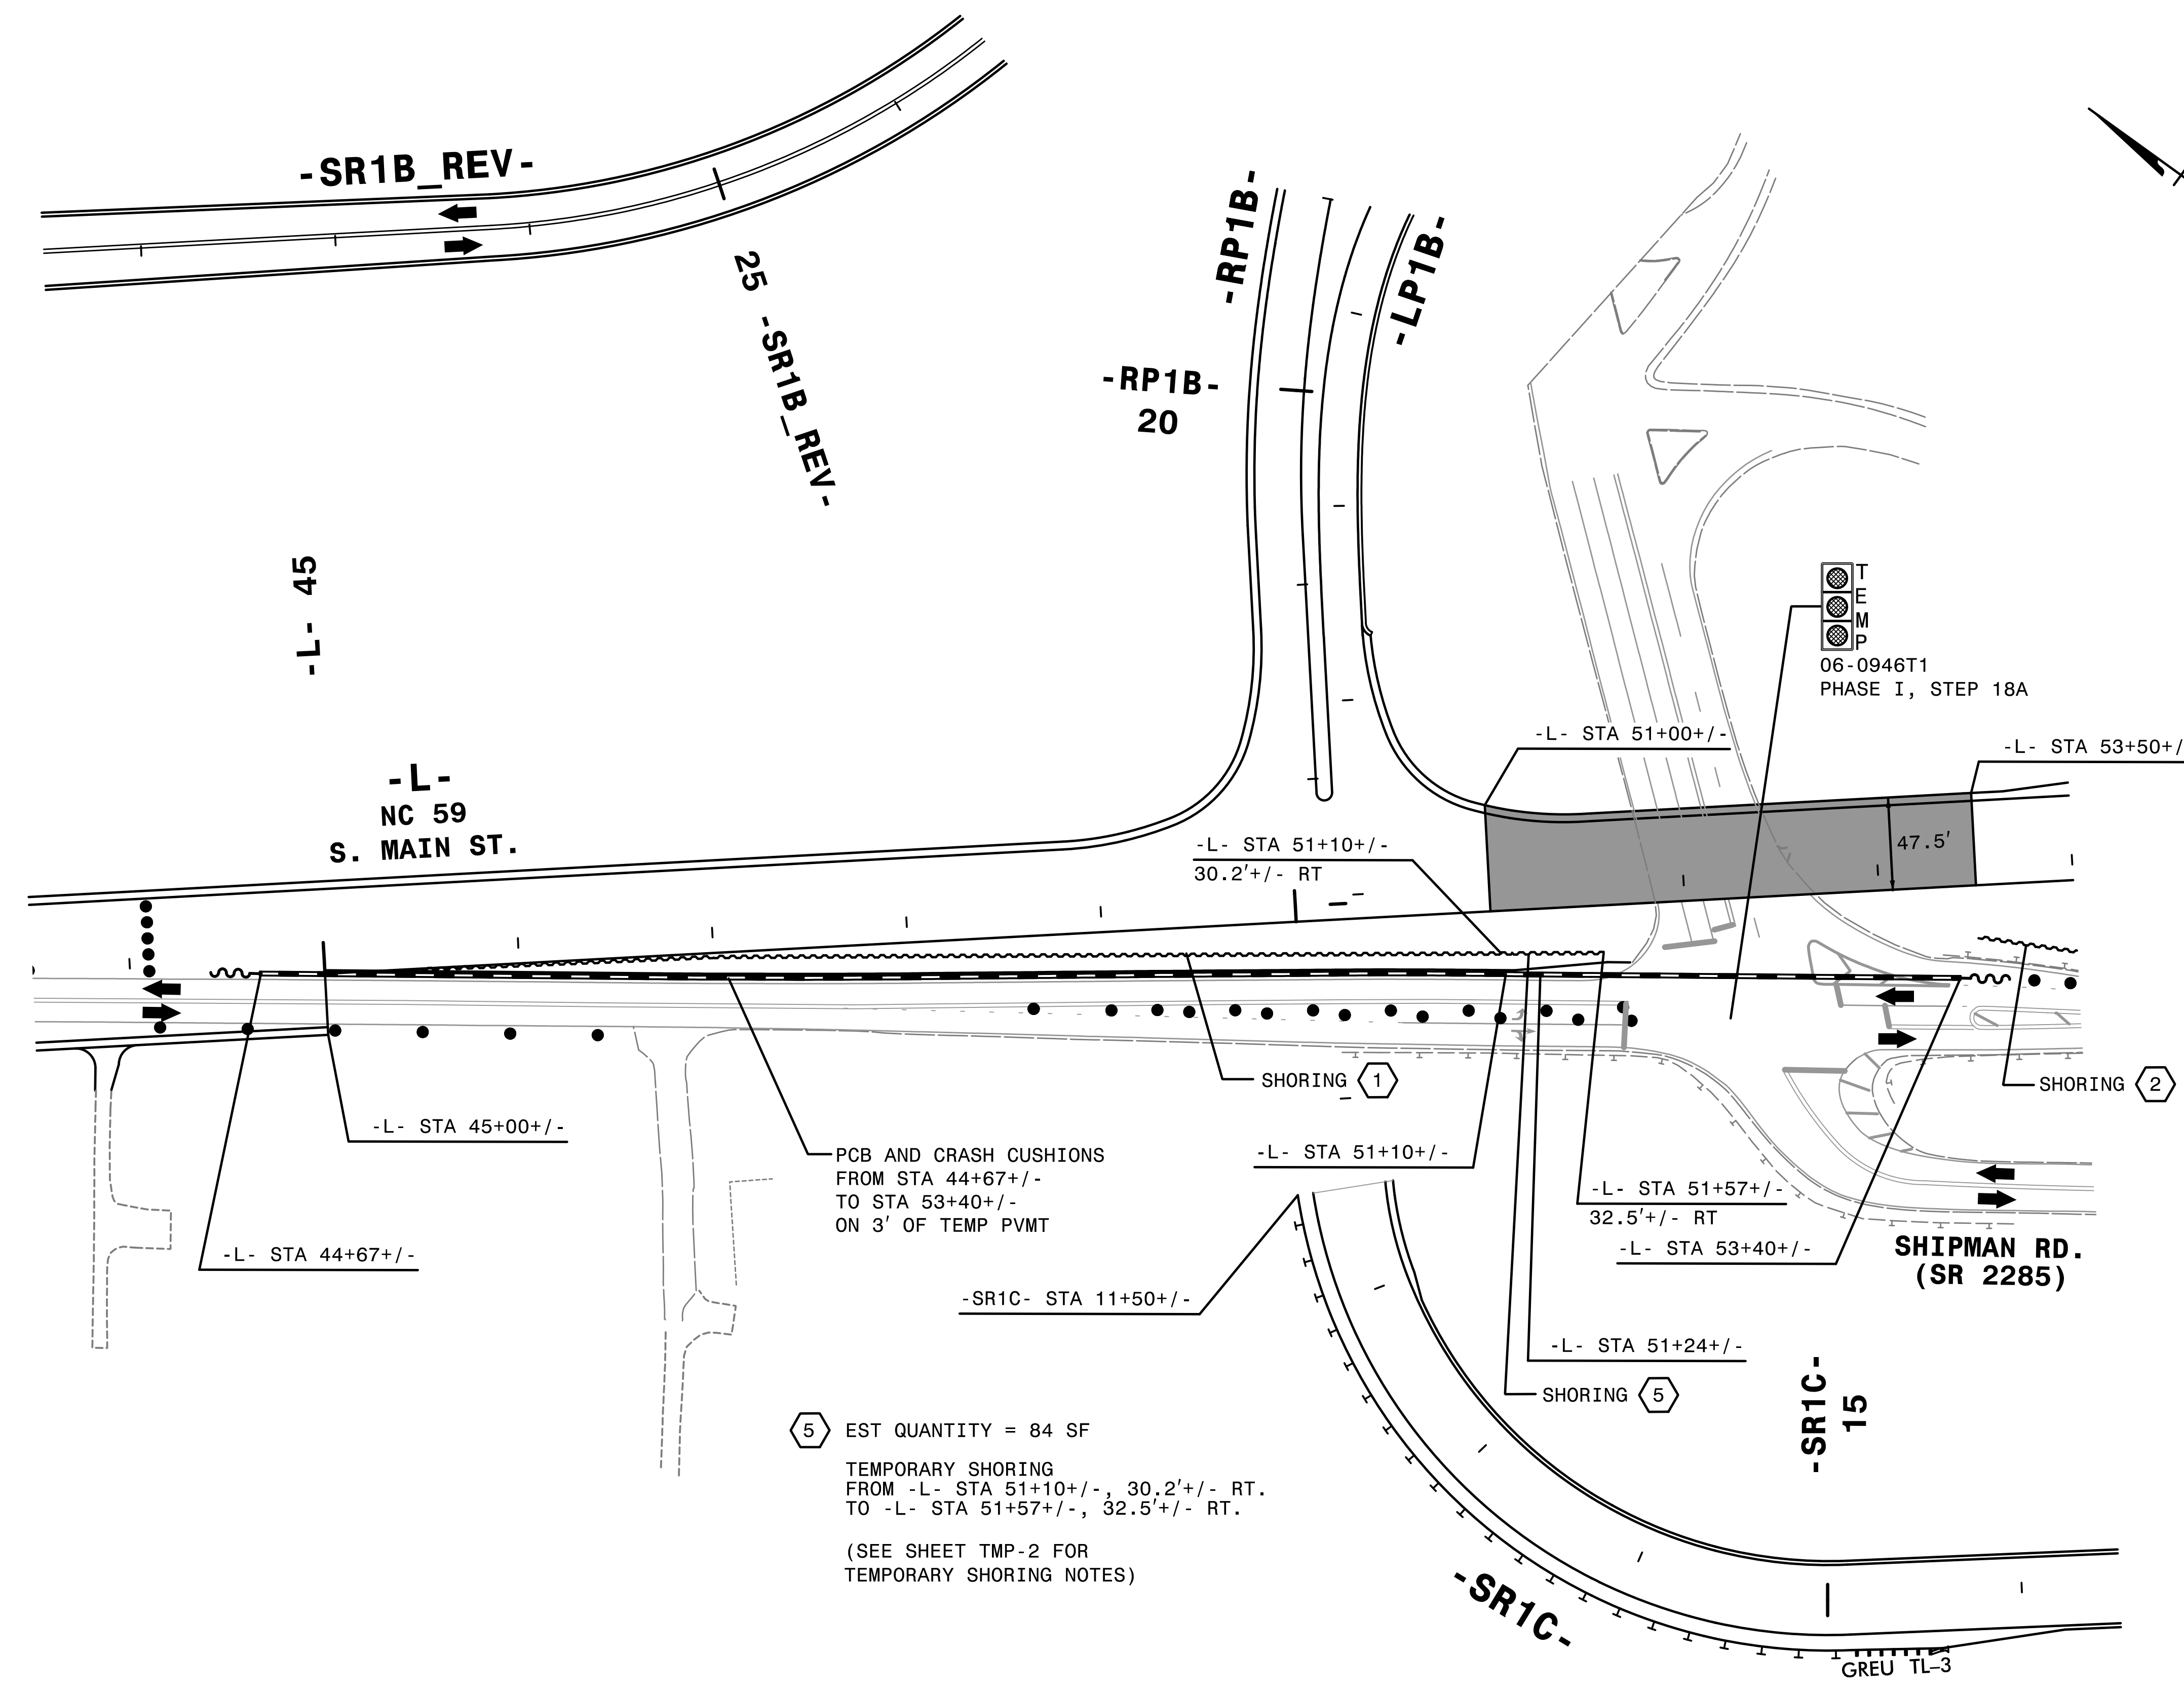 -SR1B_REV-
25 -SR1B_REV-
-RP1B-
-LP1B-
-RP1B-
20
-L- 45
T
E
M
P
06-0946T1
PHASE I, STEP 18A
-L- STA 51+00+/-
-L- STA 53+50+/
-L-
NC 59
S. MAIN ST.
-L- STA 51+10+/-
30.2'+/- RT
47.5'
SHORING 1
SHORING 2
-L- STA 45+00+/-
PCB AND CRASH CUSHIONS
FROM STA 44+67+/-
TO STA 53+40+/-
ON 3' OF TEMP PVMT
-L- STA 51+10+/-
-L- STA 51+57+/-
32.5'+/- RT
-L- STA 53+40+/-
-L- STA 44+67+/-
SHIPMAN RD.
(SR 2285)
-SR1C- STA 11+50+/-
-L- STA 51+24+/-
SHORING 5
-SR1C-
15
5 EST QUANTITY = 84 SF
TEMPORARY SHORING
FROM -L- STA 51+10+/-, 30.2'+/- RT.
TO -L- STA 51+57+/-, 32.5'+/- RT.
(SEE SHEET TMP-2 FOR
TEMPORARY SHORING NOTES)
-SR1C-
GREU TL-3